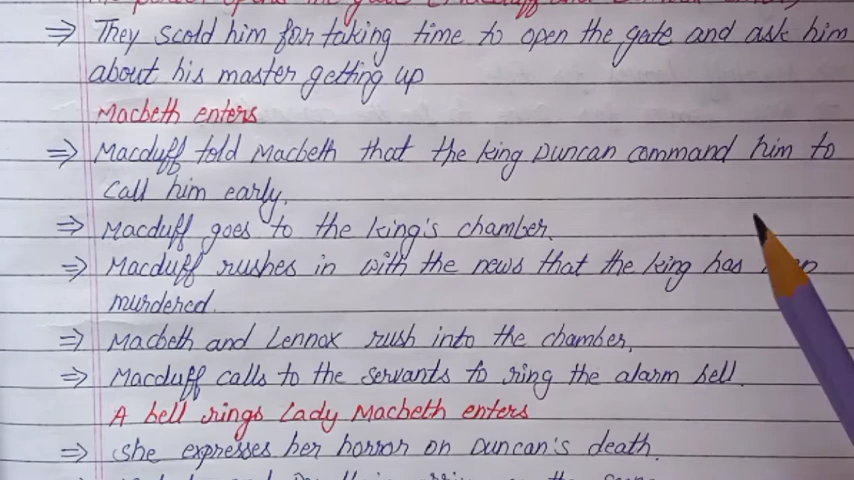 ⇒ They scold him for taking time to open the gate and ask him
about his master getting up
Macbeth enters
⇒ Macduff told Macbeth that the king Duncan command him to
call him early.
⇒ Macduff goes to the king's chamber.
⇒ Macduff rushes in with the news that the king has
murdered.
⇒ Macbeth and Lennox rush into the chamber.
⇒ Macduff calls to the servants to ring the alarm bell.
A bell rings Lady Macbeth enters
⇒ She expresses her horror on Duncan's death.